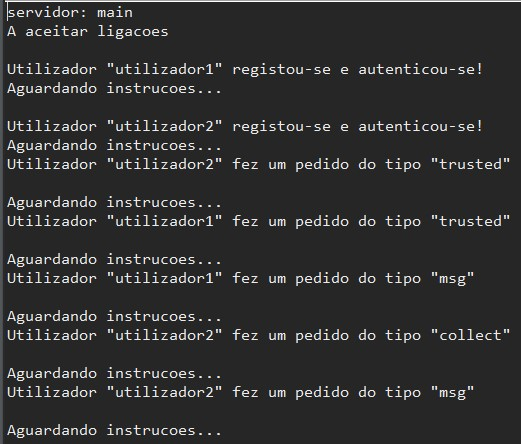 servidor: main
A aceitar ligacoes
Utilizador "utilizador1" registou-se e autenticou-se!
Aguardando instrucoes...
Utilizador "utilizador2" registou-se e autenticou-se!
Aguardando instrucoes...
Utilizador "utilizador2" fez um pedido do tipo "trusted"
Aguardando instrucoes...
Utilizador "utilizador1" fez um pedido do tipo "trusted"
Aguardando instrucoes...
Utilizador "utilizador1" fez um pedido do tipo "msg"
Aguardando instrucoes...
Utilizador "utilizador2" fez um pedido do tipo "collect"
Aguardando instrucoes...
Utilizador "utilizador2" fez um pedido do tipo "msg"
Aguardando instrucoes...